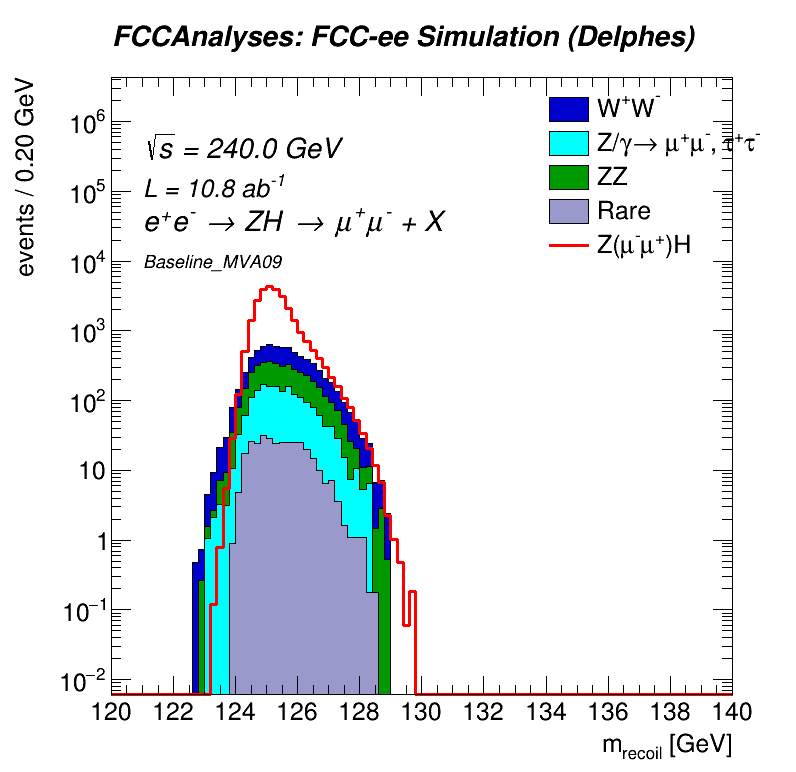 FCCAnalyses: FCC-ee Simulation (Delphes)
events / 0.20 GeV
10⁶
10⁵
10⁴
10³
10²
10
1
10⁻¹
10⁻²
√s = 240.0 GeV
L = 10.8 ab⁻¹
e⁺e⁻ → ZH → μ⁺μ⁻ + X
Baseline_MVA09
W⁺W⁻
Z/γ→ μ⁺μ⁻, τ⁺τ⁻
ZZ
Rare
Z(μ⁻μ⁺)H
120 122 124 126 128 130 132 134 136 138 140
m_recoil [GeV]